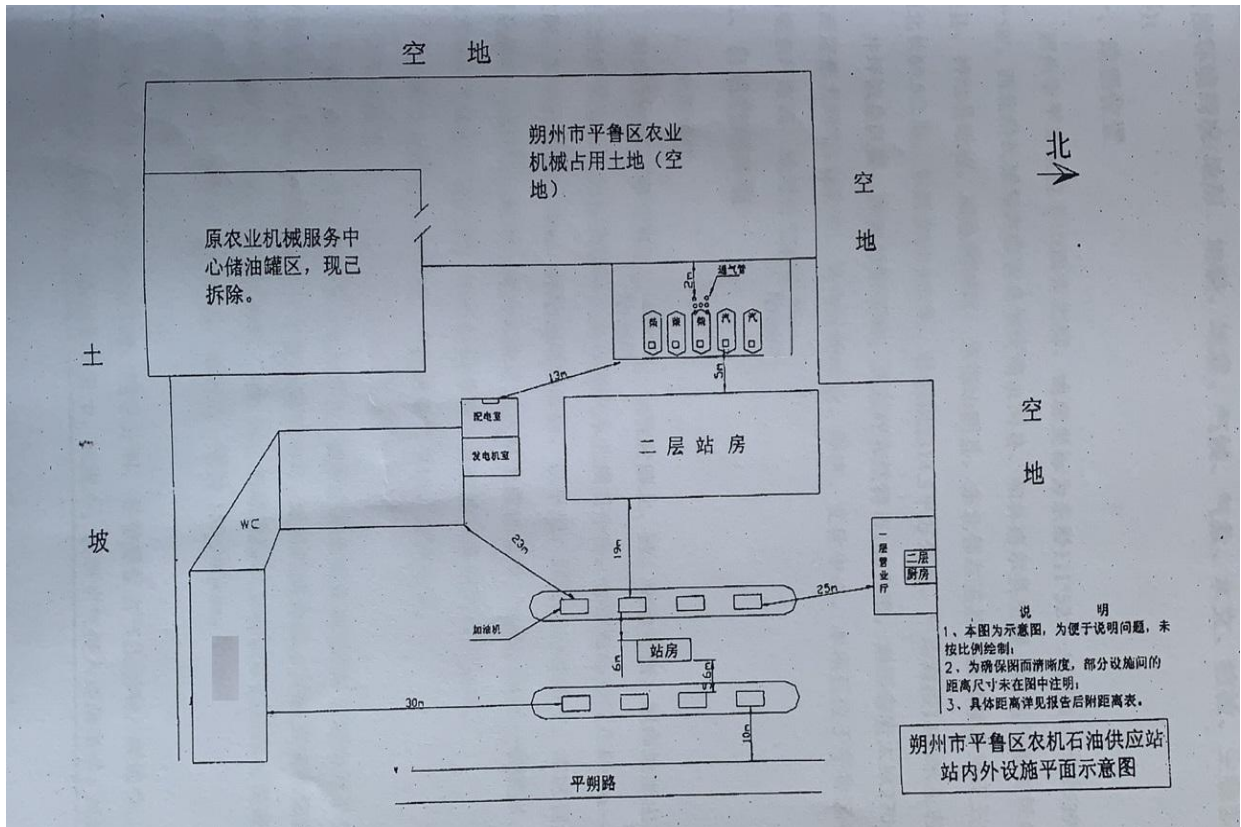 空 地
朔州市平鲁区农业
机械占用土地（空
地）
北
空
地
原农业机械服务中
心储油罐区，现已
拆除。
2m
通气管
柴 柴 柴 汽 汽
土
坡
13m
5m
配电室
发电机室
二 层 站 房
空
地
WC
23m
19m
一层营业厅
二层
厨房
25m
加油机
6m
站房
5.6m
30m
10m
平朔路
说 明
1、本图为示意图，为便于说明问题，未
按比例绘制；
2、为确保图面清晰度，部分设施间的
距离尺寸未在图中注明；
3、具体距离详见报告后附距离表。
朔州市平鲁区农机石油供应站
站内外设施平面示意图